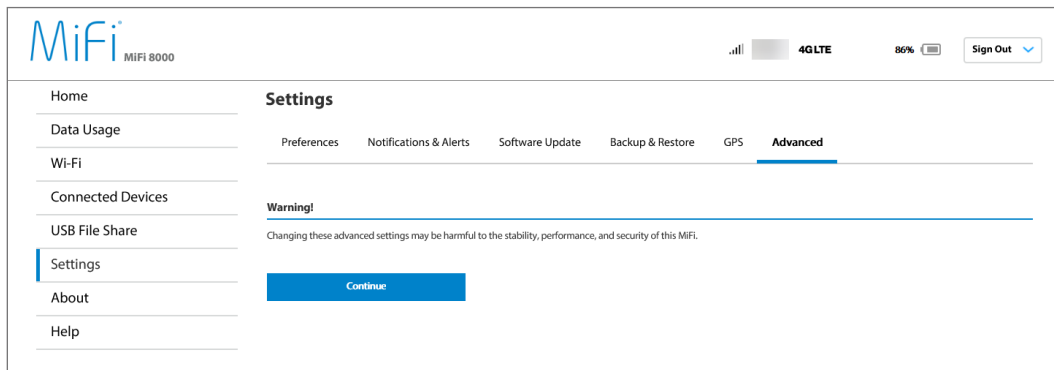 MiFi MiFi 8000
4G LTE 86% Sign Out
Home
Data Usage
Wi-Fi
Connected Devices
USB File Share
Settings
About
Help
Settings
Preferences Notifications & Alerts Software Update Backup & Restore GPS Advanced
Warning!
Changing these advanced settings may be harmful to the stability, performance, and security of this MiFi.
Continue